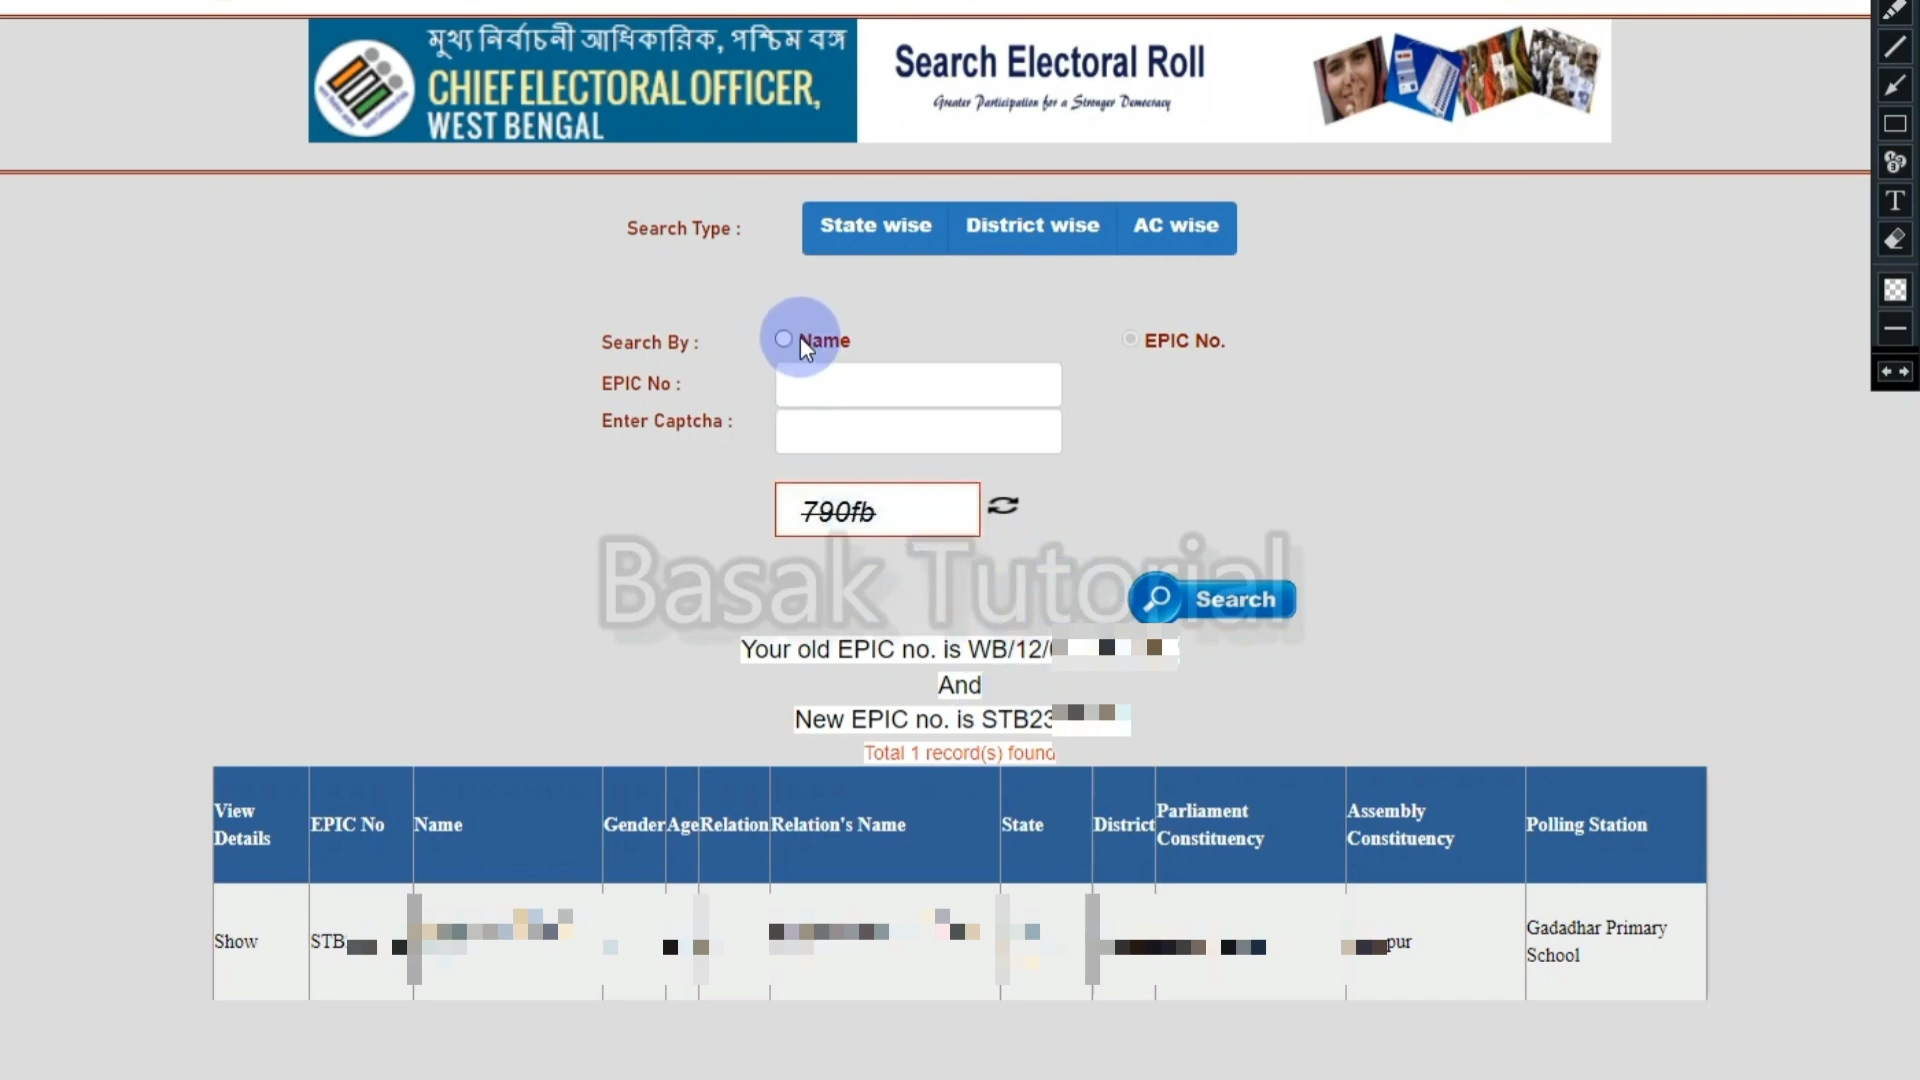 মুখ্য নির্বাচনী আধিকারিক, পশ্চিম বঙ্গ
CHIEF ELECTORAL OFFICER,
WEST BENGAL
Search Electoral Roll
Greater Participation for a Stronger Democracy
Search Type :
State wise District wise AC wise
Search By : Name EPIC No.
EPIC No :
Enter Captcha :
790fb
Basak Tutorial
Search
Your old EPIC no. is WB/12/
And
New EPIC no. is STB23
Total 1 record(s) found
View Details EPIC No Name Gender Age Relation Relation's Name State District Parliament Constituency Assembly Constituency Polling Station
Show STB pur Gadadhar Primary School